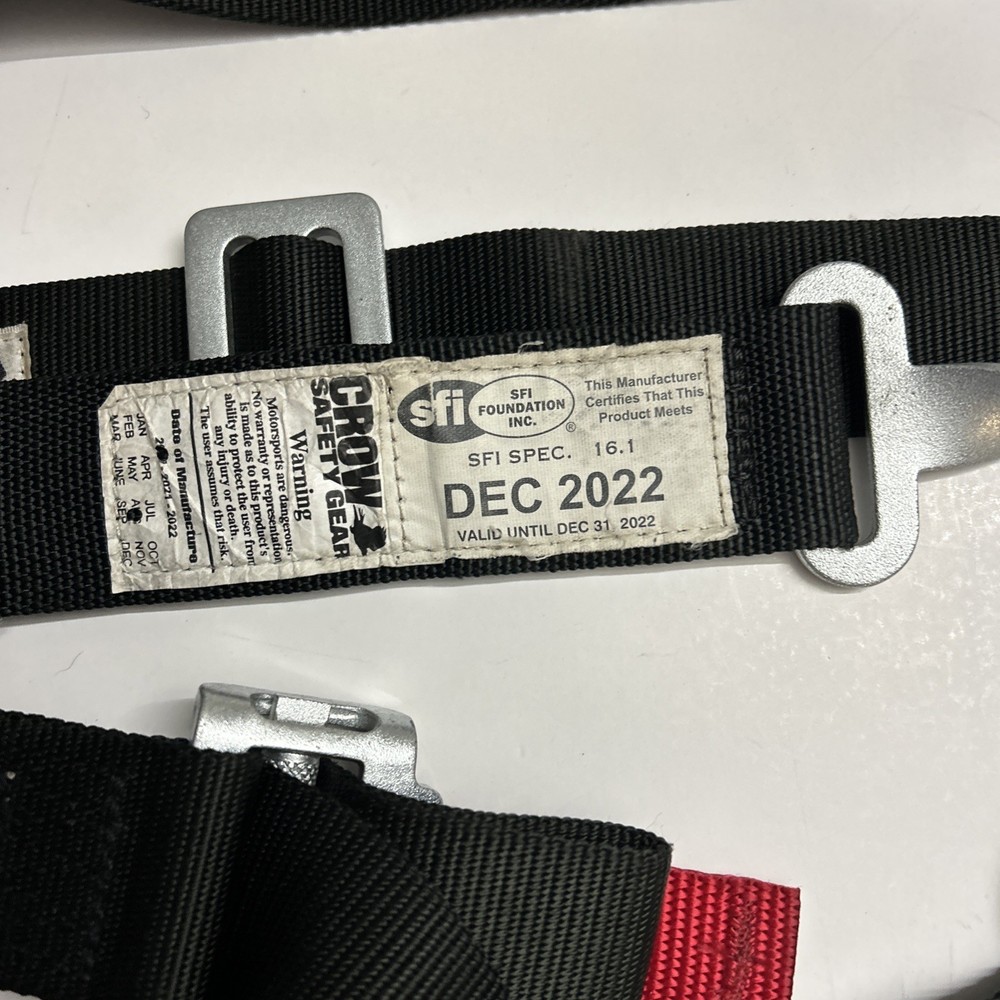 CROW
SAFETY GEAR
Warning
Motorsports are dangerous.
No warranty or representation
is made as to this product's
ability to protect the user from
any injury or death.
The user assumes that risk.
Date of Manufacture
2021 2022
JAN APR JUL OCT
FEB MAY NOV
MAR JUNE SEP DEC
sfi
SFI
FOUNDATION
INC.
®
This Manufacturer
Certifies That This
Product Meets
SFI SPEC. 16.1
DEC 2022
VALID UNTIL DEC 31, 2022